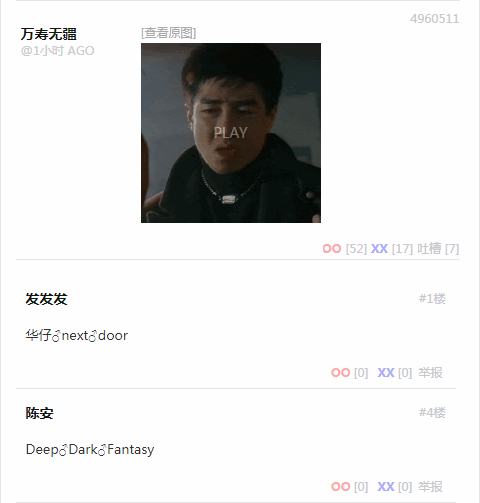 4960511
万寿无疆
@1小时 AGO
[查看原图]
PLAY
OO [52] XX [17] 吐槽 [7]
发发发 #1楼
华仔♂next♂door
OO [0] XX [0] 举报
陈安 #4楼
Deep♂Dark♂Fantasy
OO [0] XX [0] 举报